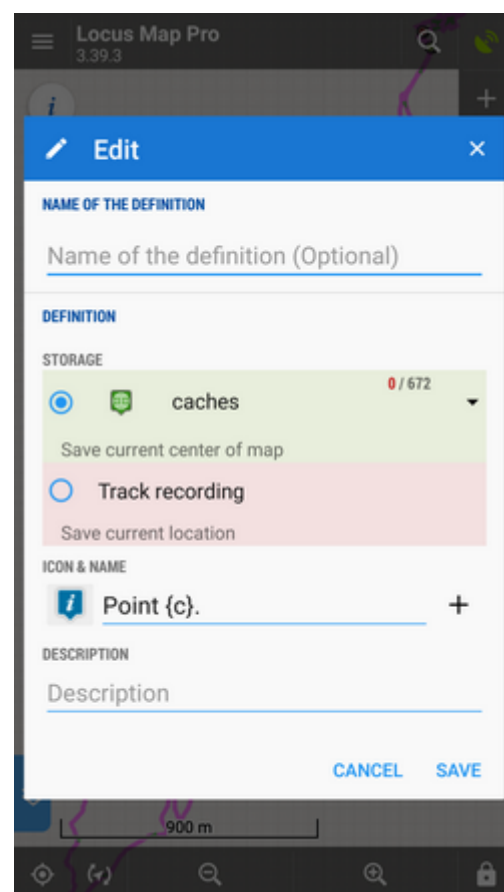 Locus Map Pro
3.39.3
i
Edit
NAME OF THE DEFINITION
Name of the definition (Optional)
DEFINITION
STORAGE
0 / 672
caches
Save current center of map
Track recording
Save current location
ICON & NAME
i
Point {c}.
DESCRIPTION
Description
CANCEL SAVE
900 m